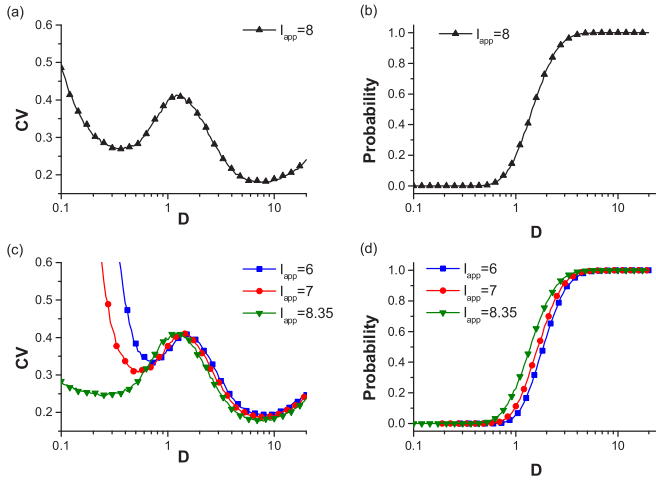 (a)
0.6
0.5
0.4
0.3
0.2
CV
I_app=8
0.1
1
10
D
(b)
1.0
0.8
0.6
0.4
0.2
0.0
Probability
I_app=8
0.1
1
10
D
(c)
0.6
0.5
0.4
0.3
0.2
CV
I_app=6
I_app=7
I_app=8.35
0.1
1
10
D
(d)
1.0
0.8
0.6
0.4
0.2
0.0
Probability
I_app=6
I_app=7
I_app=8.35
0.1
1
10
D